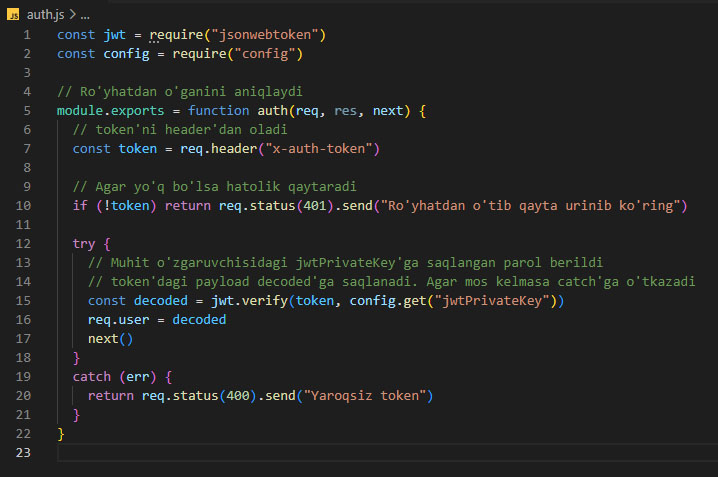 JS auth.js > ...
1 const jwt = require("jsonwebtoken")
2 const config = require("config")
3
4 // Ro'yhatdan o'ganini aniqlaydi
5 module.exports = function auth(req, res, next) {
6   // token'ni header'dan oladi
7   const token = req.header("x-auth-token")
8
9   // Agar yo'q bo'lsa hatolik qaytaradi
10   if (!token) return req.status(401).send("Ro'yhatdan o'tib qayta urinib ko'ring")
11
12   try {
13     // Muhit o'zgaruvchisidagi jwtPrivateKey'ga saqlangan parol berildi
14     // token'dagi payload decoded'ga saqlanadi. Agar mos kelmasa catch'ga o'tkazadi
15     const decoded = jwt.verify(token, config.get("jwtPrivateKey"))
16     req.user = decoded
17     next()
18   }
19   catch (err) {
20     return req.status(400).send("Yaroqsiz token")
21   }
22 }
23